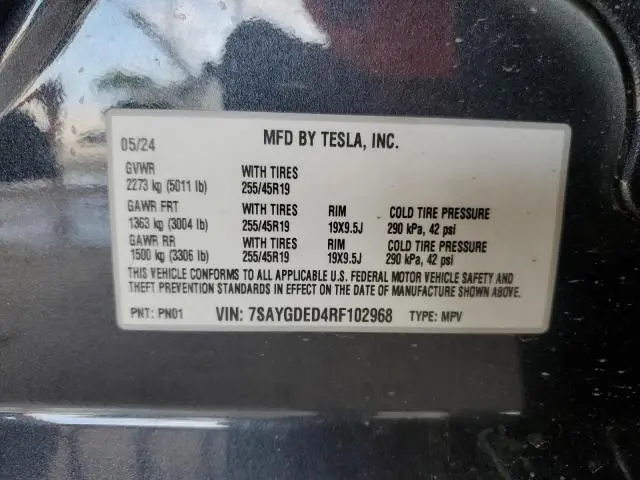 05/24 MFD BY TESLA, INC.
GVWR WITH TIRES
2273 kg (5011 lb) 255/45R19
GAWR FRT WITH TIRES RIM COLD TIRE PRESSURE
1363 kg (3004 lb) 255/45R19 19X9.5J 290 kPa, 42 psi
GAWR RR WITH TIRES RIM COLD TIRE PRESSURE
1500 kg (3306 lb) 255/45R19 19X9.5J 290 kPa, 42 psi
THIS VEHICLE CONFORMS TO ALL APPLICABLE U.S. FEDERAL MOTOR VEHICLE SAFETY AND
THEFT PREVENTION STANDARDS IN EFFECT ON THE DATE OF MANUFACTURE SHOWN ABOVE.
PNT: PN01 VIN: 7SAYGDED4RF102968 TYPE: MPV